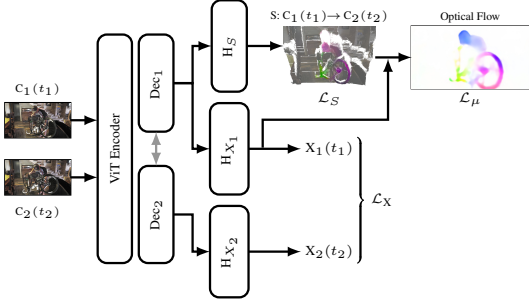 S: C₁(t₁)→C₂(t₂)
Optical Flow
H_S
Dec₁
C₁(t₁)
ℒ_S
ℒ_μ
ViT Encoder
H_X₁
X₁(t₁)
ℒ_X
C₂(t₂)
Dec₂
H_X₂
X₂(t₂)